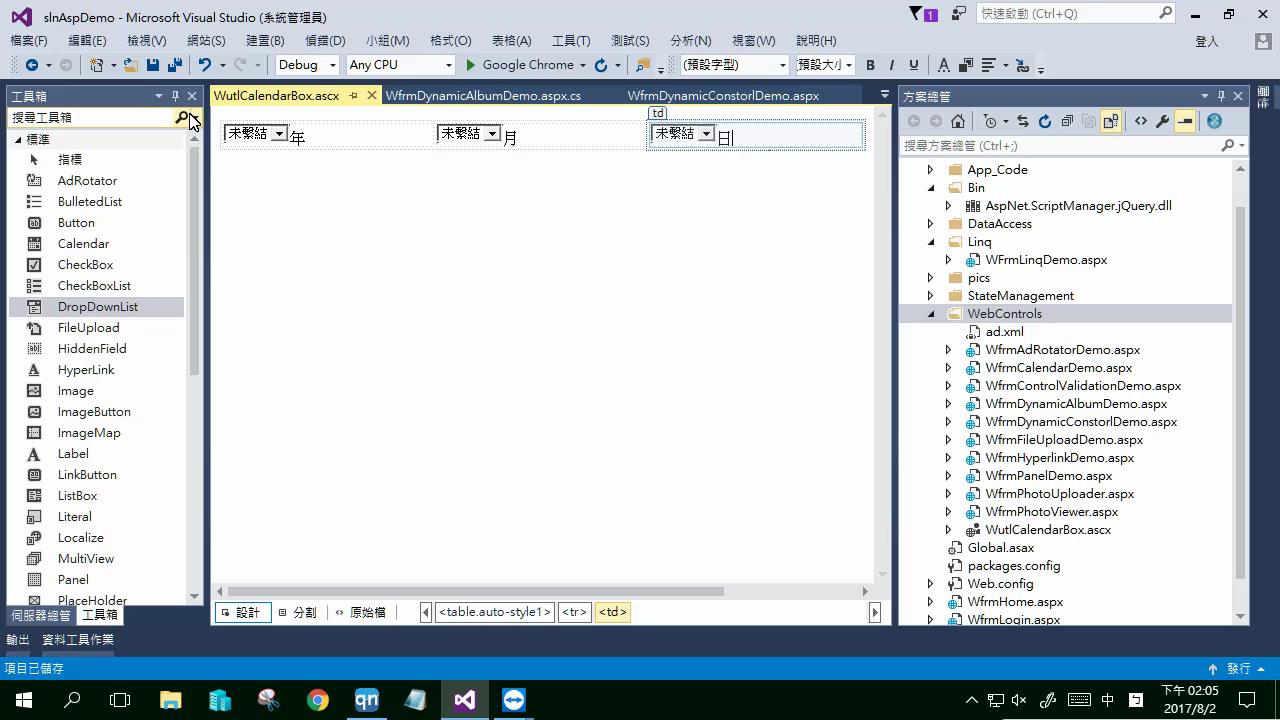 slnAspDemo - Microsoft Visual Studio (系統管理員)
1
快速啟動 (Ctrl+Q)
檔案(F) 編輯(E) 檢視(V) 網站(S) 建置(B) 偵錯(D) 小組(M) 格式(O) 表格(A) 工具(T) 測試(S) 分析(N) 視窗(W) 說明(H)
登入
Debug Any CPU Google Chrome (預設字型) (預設大小 B I U A
工具箱
搜尋工具箱
標準
指標
AdRotator
BulletedList
Button
Calendar
CheckBox
CheckBoxList
DropDownList
FileUpload
HiddenField
HyperLink
Image
ImageButton
ImageMap
Label
LinkButton
ListBox
Literal
Localize
MultiView
Panel
PlaceHolder
伺服器總管 工具箱
WutlCalendarBox.ascx WfrmDynamicAlbumDemo.aspx.cs WfrmDynamicConstorlDemo.aspx
td
未繫結 年 未繫結 月 未繫結 日
設計 分割 原始檔 <table.auto-style1> <tr> <td>
方案總管
搜尋方案總管 (Ctrl+;)
App_Code
Bin
AspNet.ScriptManager.jQuery.dll
DataAccess
Linq
WFrmLinqDemo.aspx
pics
StateManagement
WebControls
ad.xml
WfrmAdRotatorDemo.aspx
WfrmCalendarDemo.aspx
WfrmControlValidationDemo.aspx
WfrmDynamicAlbumDemo.aspx
WfrmDynamicConstorlDemo.aspx
WfrmFileUploadDemo.aspx
WfrmHyperlinkDemo.aspx
WfrmPanelDemo.aspx
WfrmPhotoUploader.aspx
WfrmPhotoViewer.aspx
WutlCalendarBox.ascx
Global.asax
packages.config
Web.config
WfrmHome.aspx
WfrmLogin.aspx
輸出 資料工具作業
項目已儲存
發行
qn
中
下午 02:05
2017/8/2